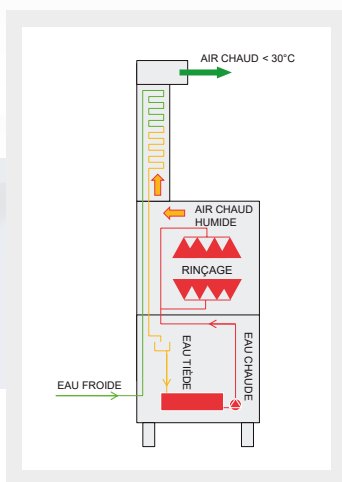 AIR CHAUD < 30°C
AIR CHAUD
HUMIDE
RINÇAGE
EAU TIÈDE
EAU CHAUDE
EAU FROIDE